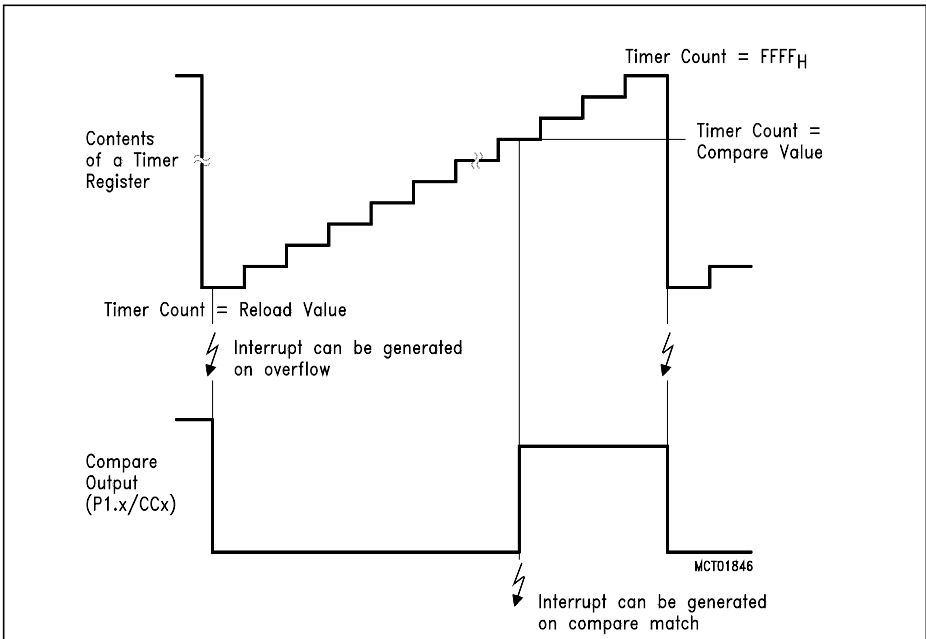 Timer Count = FFFFH
Contents
of a Timer
Register
Timer Count =
Compare Value
Timer Count = Reload Value
Interrupt can be generated
on overflow
Compare
Output
(P1.x/CCx)
MCT01846
Interrupt can be generated
on compare match